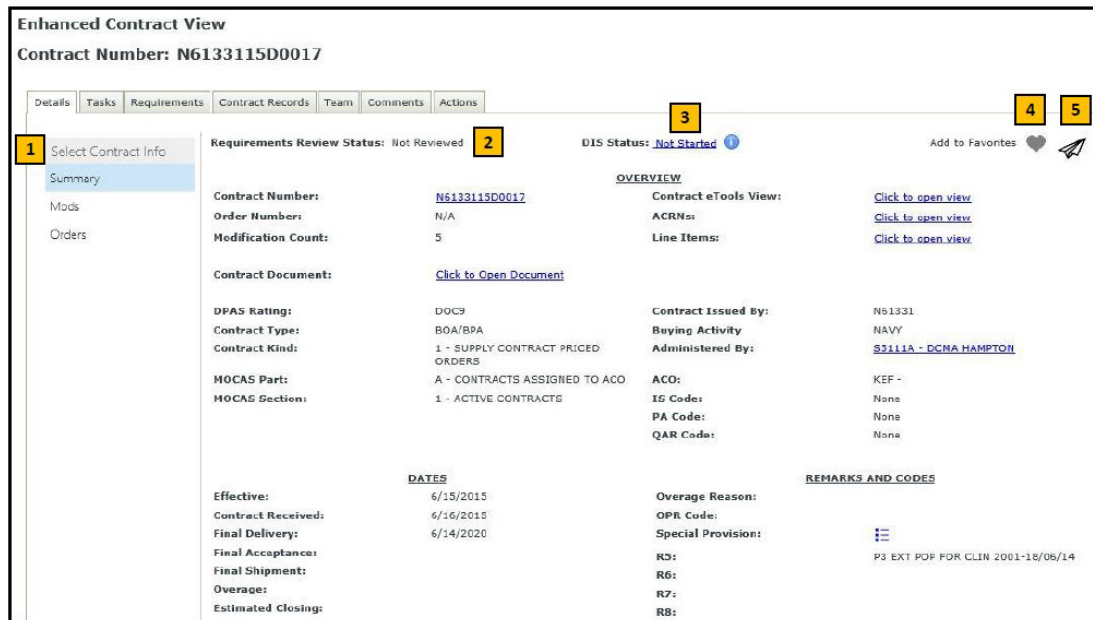 Enhanced Contract View
Contract Number: N6133115D0017
Details Tasks Requirements Contract Records Team Comments Actions
4 5
3
1 Select Contract Info
Requirements Review Status: Not Reviewed 2 DIS Status: Not Started i Add to Favorites
Summary
Mods
Orders
OVERVIEW
Contract Number: N6133115D0017 Contract eTools View: Click to open view
Order Number: N/A ACRNs: Click to open view
Modification Count: 5 Line Items: Click to open view
Contract Document: Click to Open Document
DPAS Rating: DOC9 Contract Issued By: N61331
Contract Type: BOA/BPA Buying Activity NAVY
Contract Kind: 1 - SUPPLY CONTRACT PRICED Administered By: S5111A - DCMA HAMPTON
ORDERS
MOCAS Part: A - CONTRACTS ASSIGNED TO ACO ACO: KEF -
MOCAS Section: 1 - ACTIVE CONTRACTS IS Code: None
PA Code: None
QAR Code: None
DATES REMARKS AND CODES
Effective: 6/15/2015 Overage Reason:
Contract Received: 6/16/2015 OPR Code:
Final Delivery: 6/14/2020 Special Provision:
Final Acceptance: R5: P3 EXT POP FOR CLIN 2001-18/06/14
Final Shipment: R6:
Overage: R7:
Estimated Closing: R8: